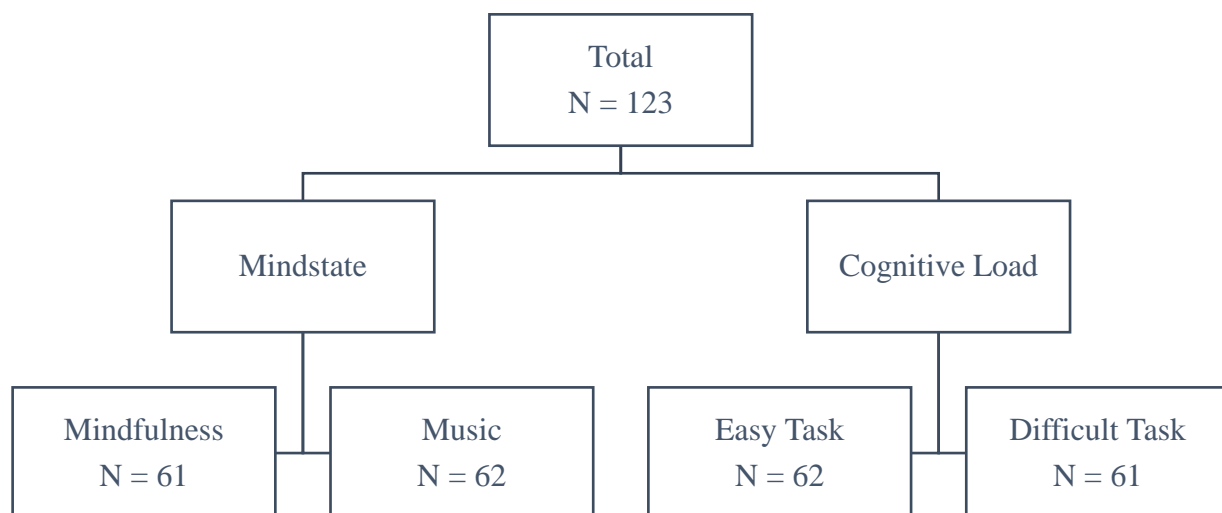 Total
N = 123
Mindstate
Cognitive Load
Mindfulness
N = 61
Music
N = 62
Easy Task
N = 62
Difficult Task
N = 61